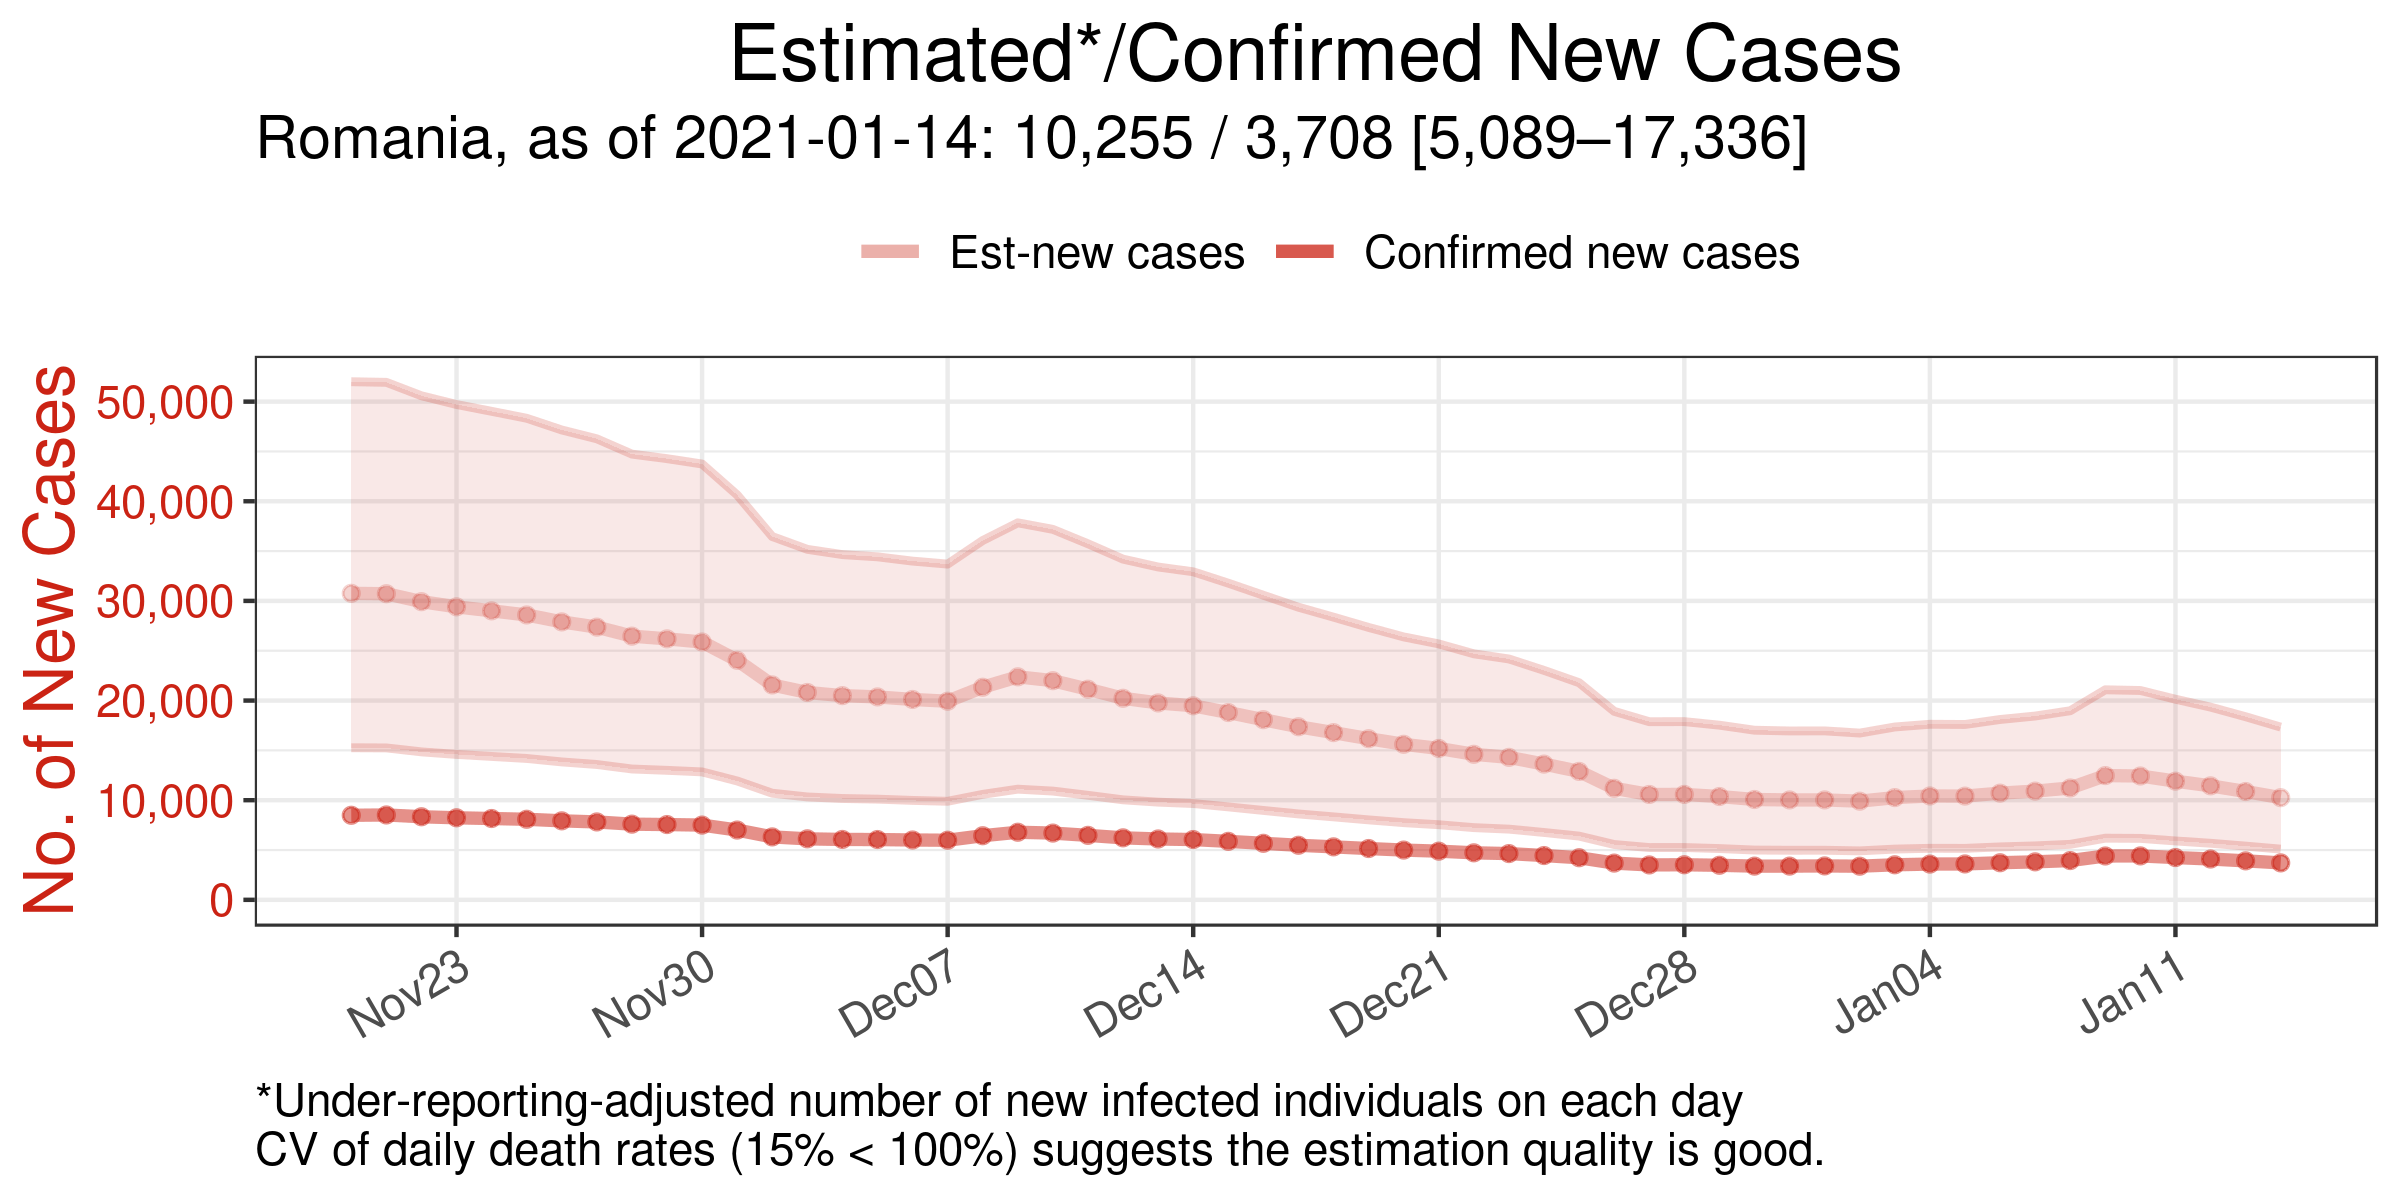 Estimated*/Confirmed New Cases
Romania, as of 2021-01-14: 10,255 / 3,708 [5,089–17,336]
Est-new cases Confirmed new cases
No. of New Cases
50,000
40,000
30,000
20,000
10,000
0
Nov23 Nov30 Dec07 Dec14 Dec21 Dec28 Jan04 Jan11
*Under-reporting-adjusted number of new infected individuals on each day
CV of daily death rates (15% < 100%) suggests the estimation quality is good.